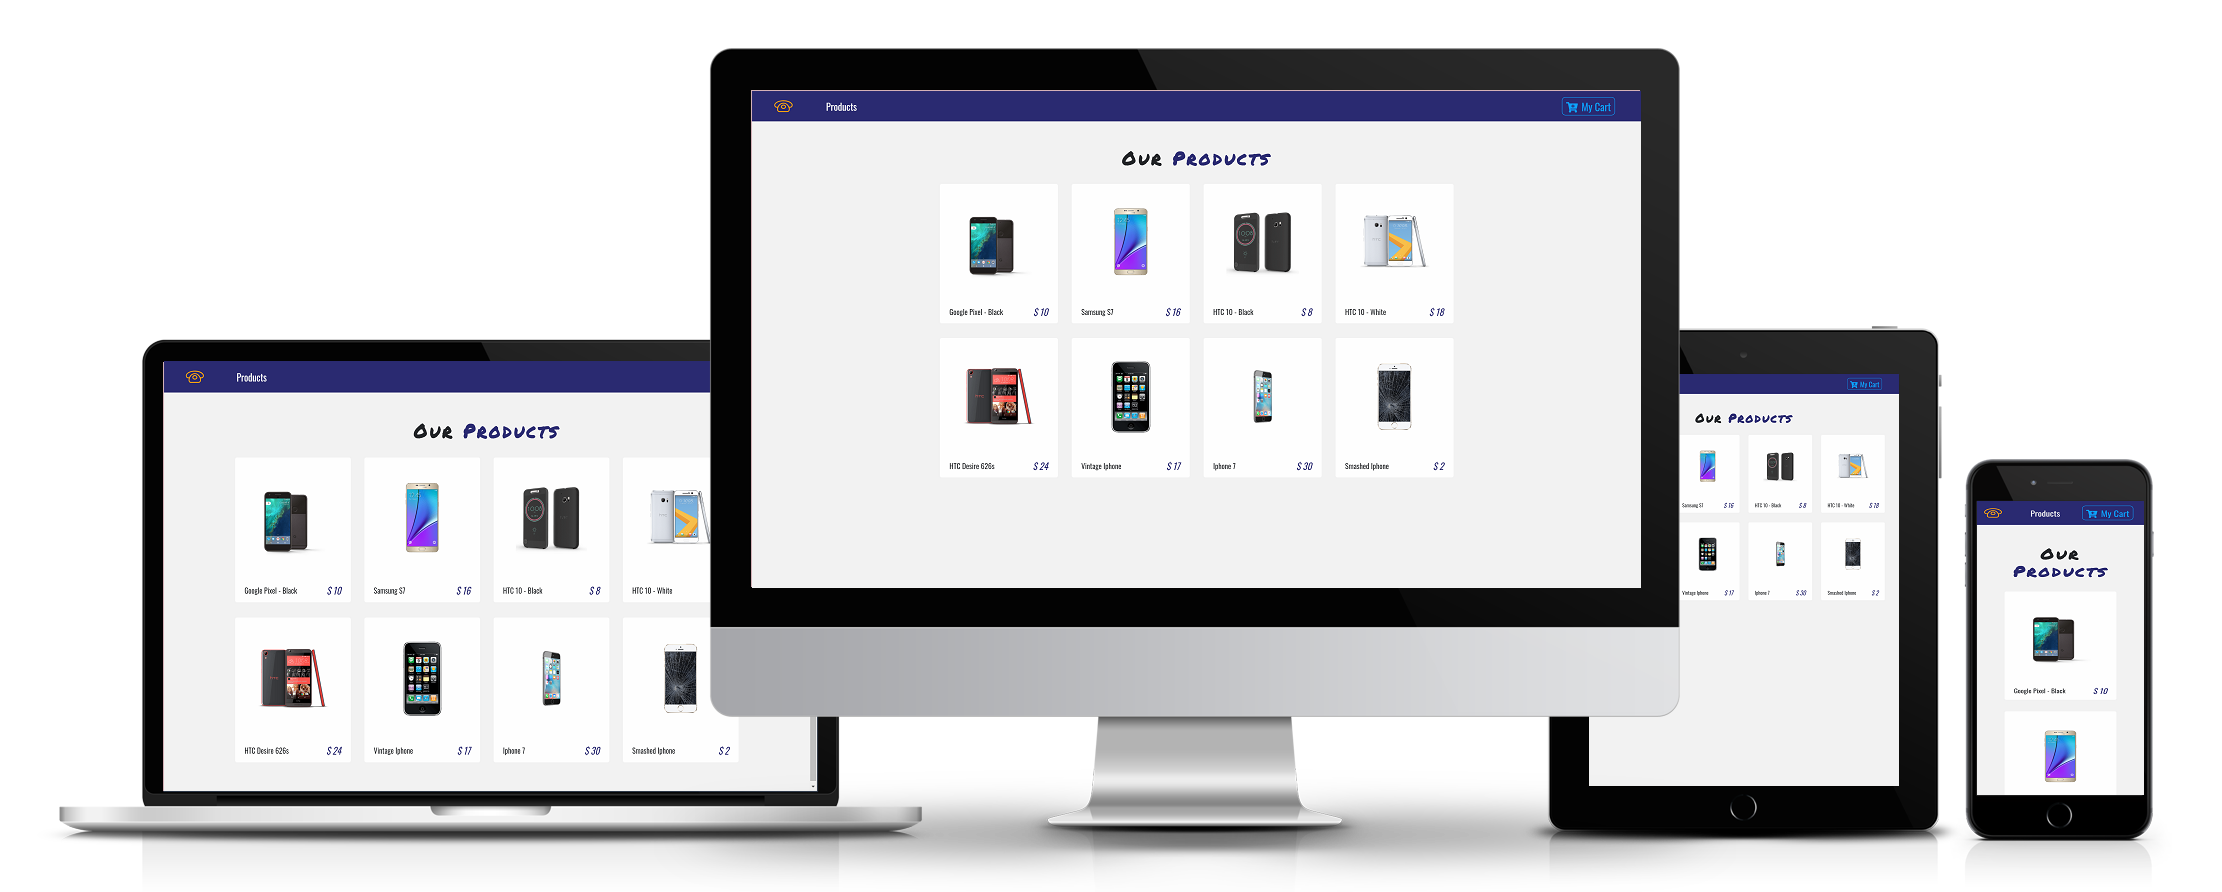 Products
My Cart
Our Products
Google Pixel - Black $ 10
Samsung S7 $ 16
HTC 10 - Black $ 8
HTC 10 - White $ 18
HTC Desire 626s $ 24
Vintage Iphone $ 17
Iphone 7 $ 30
Smashed Iphone $ 2
Products
Our Products
Google Pixel - Black $ 10
Samsung S7 $ 16
HTC 10 - Black $ 8
HTC 10 - White
HTC Desire 626s $ 24
Vintage Iphone $ 17
Iphone 7 $ 30
Smashed Iphone $ 2
My Cart
Our Products
Samsung S7 $ 16
HTC 10 - Black $ 8
HTC 10 - White $ 18
Vintage Iphone $ 17
Iphone 7 $ 30
Smashed Iphone $ 2
Products
My Cart
Our
Products
Google Pixel - Black $ 10